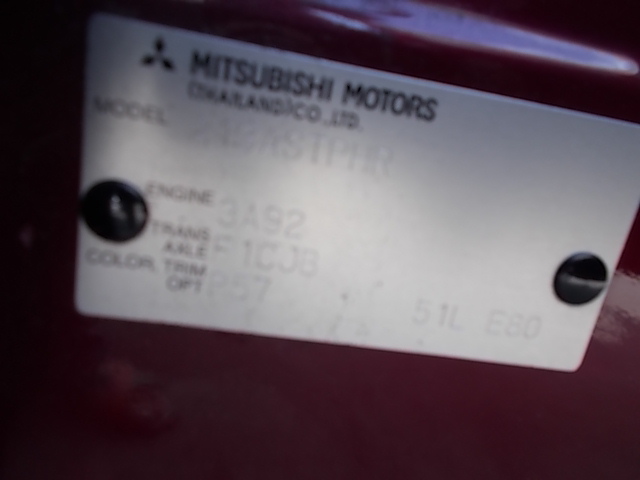 MITSUBISHI MOTORS
(THAILAND)CO.,LTD.
MODEL
ENGINE 3A92
TRANS
AXLE F1CJB
COLOR, TRIM
OPT P57 51L E80